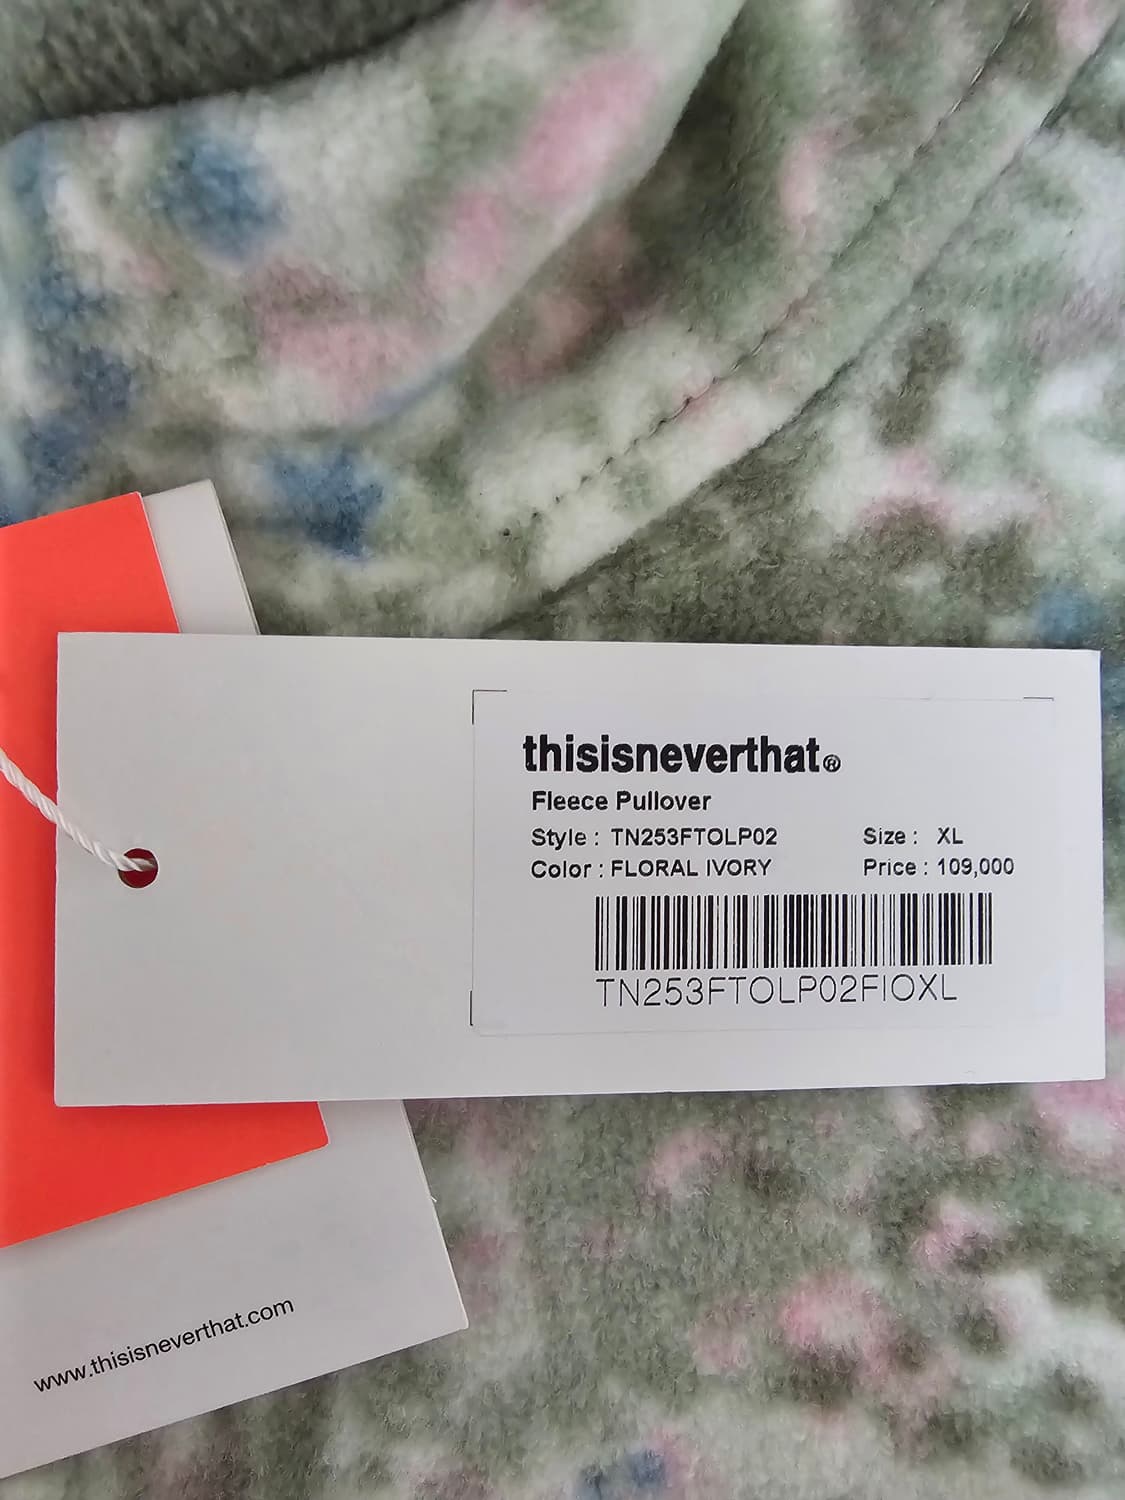 thisisneverthat®
Fleece Pullover
Style : TN253FTOLP02 Size : XL
Color : FLORAL IVORY Price : 109,000
TN253FTOLP02FIOXL
www.thisisneverthat.com